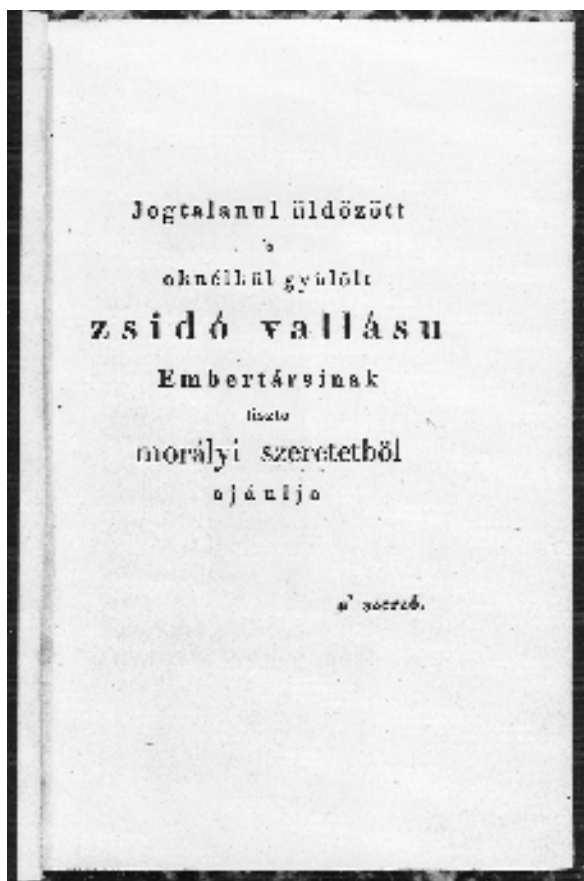 Jogtalanul üldözött
's
oknélkül gyülölt
zsidó vallásu
Embertársinak
tiszta
morályi szeretetből
ajánlja
a' szerző.